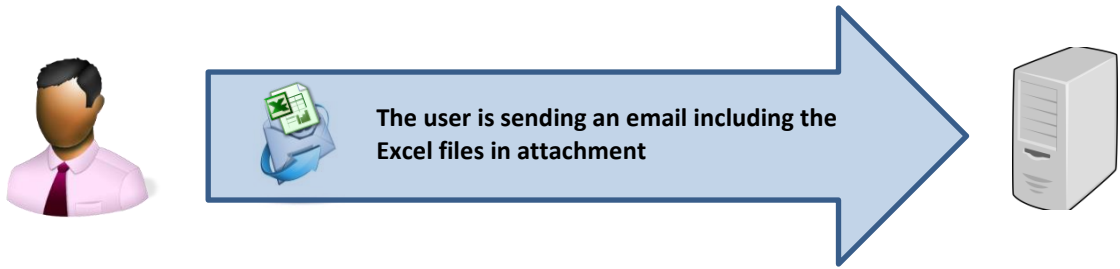 The user is sending an email including the
Excel files in attachment